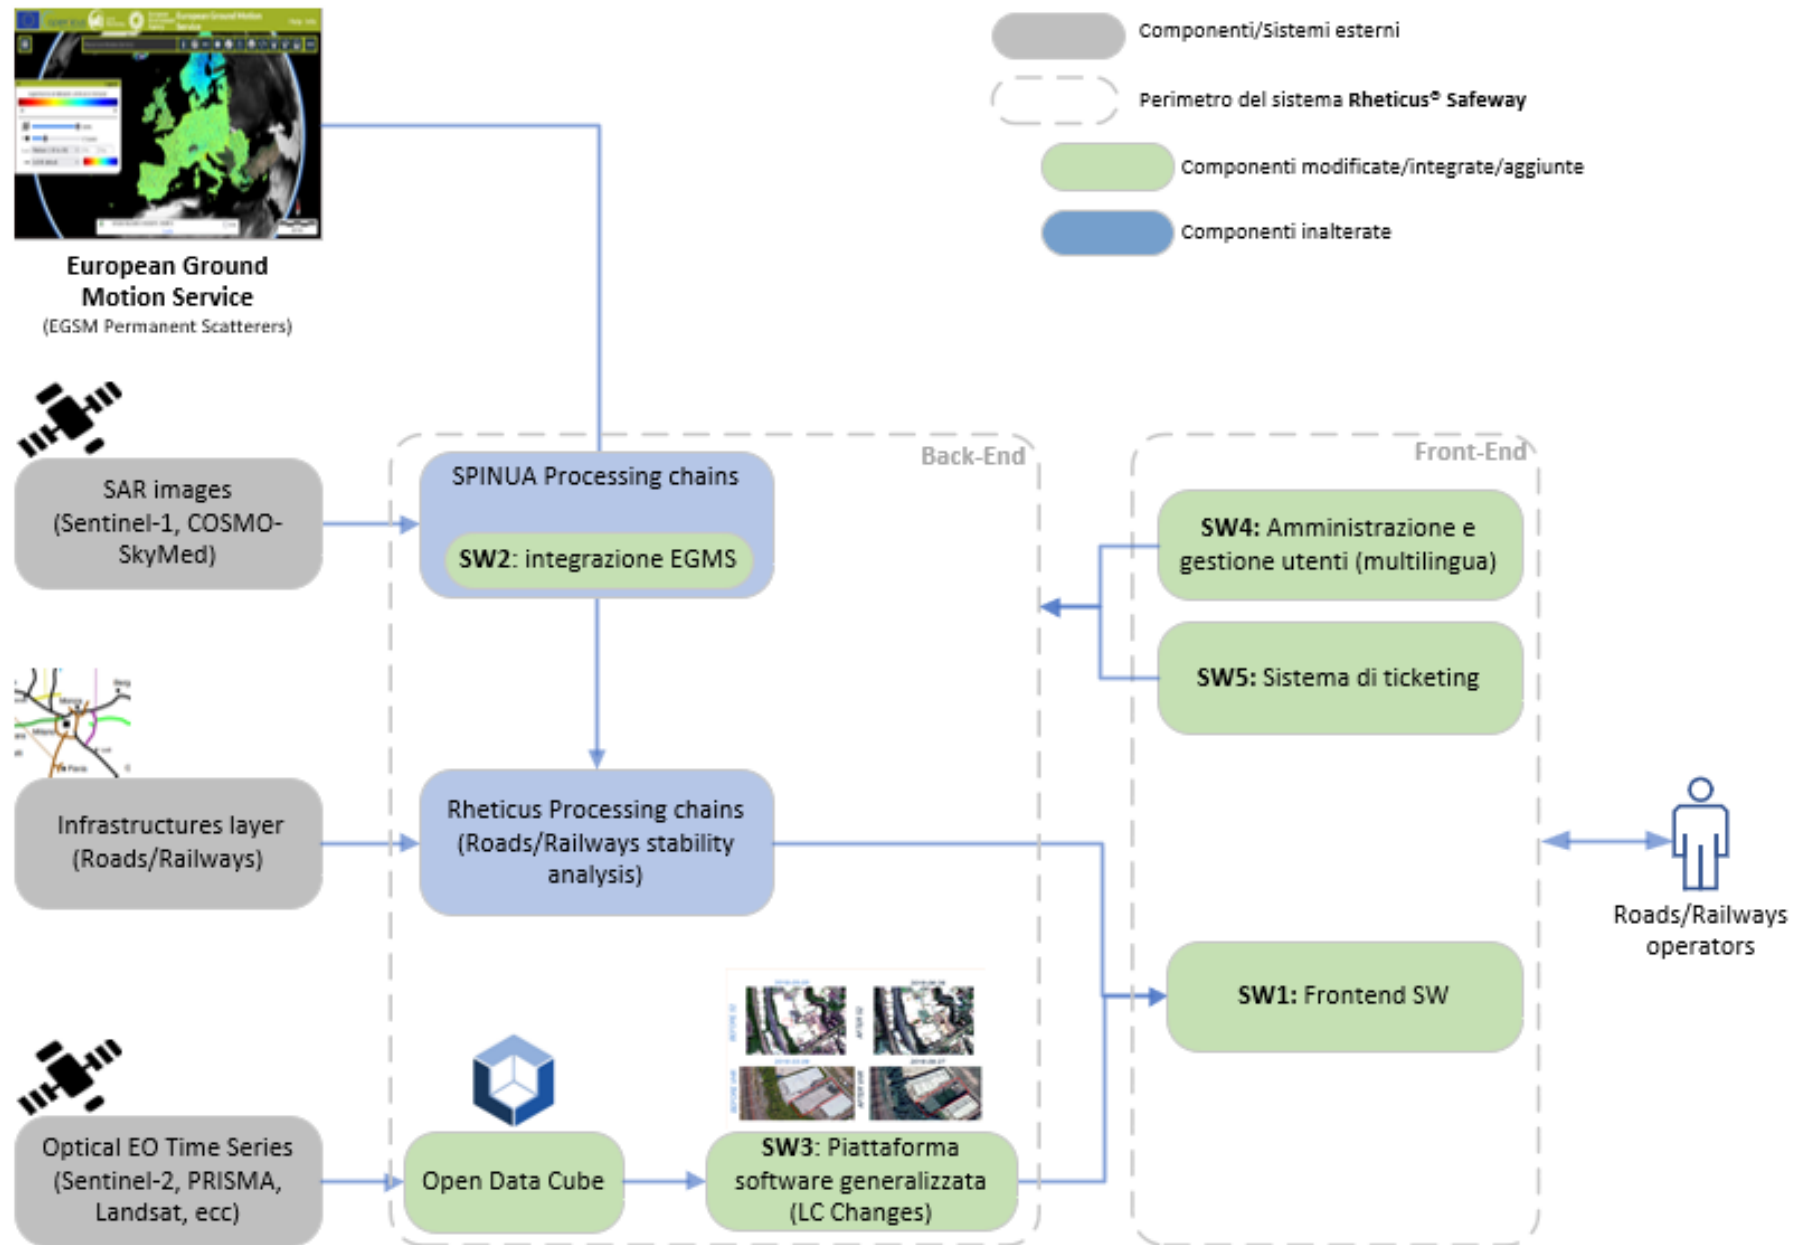 European Ground Motion
Service
Componenti/Sistemi esterni
Perimetro del sistema Rheticus® Safeway
Componenti modificate/integrate/aggiunte
Componenti inalterate
European Ground
Motion Service
(EGSM Permanent Scatterers)
Back-End
Front-End
SAR images
(Sentinel-1, COSMO-
SkyMed)
SPINUA Processing chains
SW2: integrazione EGMS
SW4: Amministrazione e
gestione utenti (multilingua)
SW5: Sistema di ticketing
Infrastructures layer
(Roads/Railways)
Rheticus Processing chains
(Roads/Railways stability
analysis)
Roads/Railways
operators
SW1: Frontend SW
Optical EO Time Series
(Sentinel-2, PRISMA,
Landsat, ecc)
Open Data Cube
SW3: Piattaforma
software generalizzata
(LC Changes)